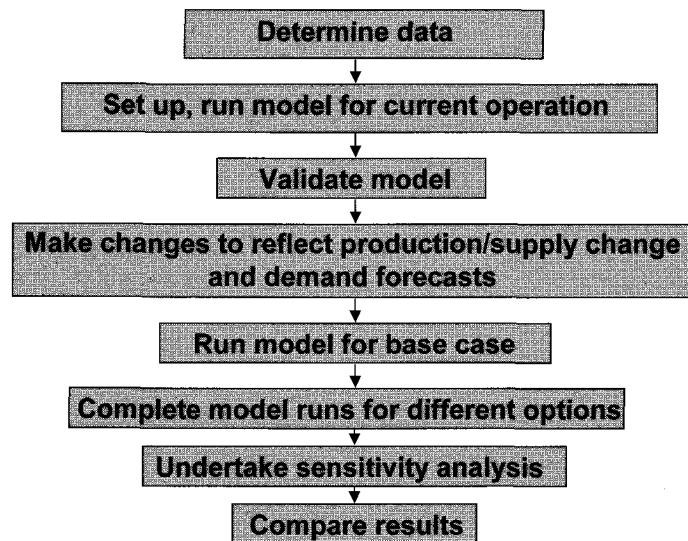 Determine data
Set up, run model for current operation
Validate model
Make changes to reflect production/supply change
and demand forecasts
Run model for base case
Complete model runs for different options
Undertake sensitivity analysis
Compare results